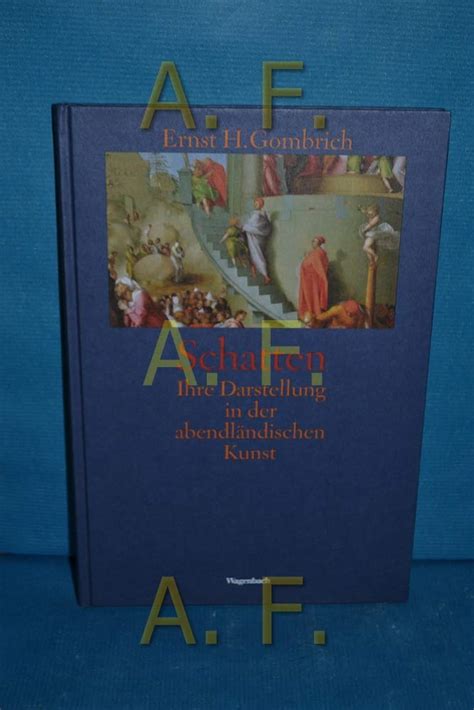 A. F.
Ernst H. Gombrich
Schatten
A. F.
Ihre Darstellung
in der
abendländischen
Kunst
Wagenbach
A. F.